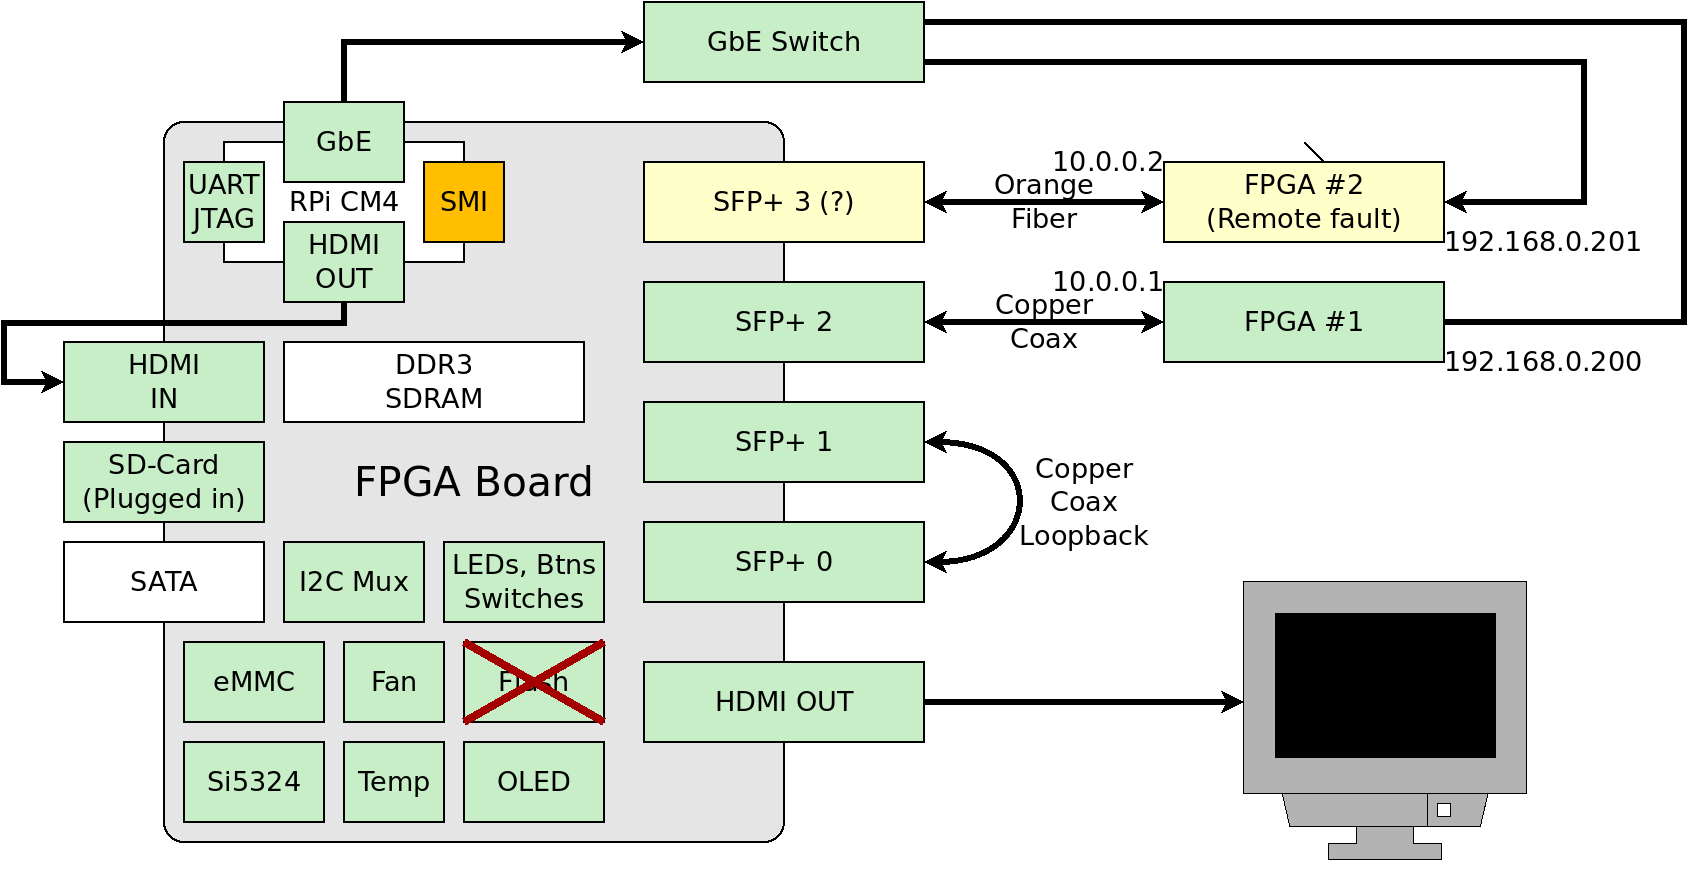 GbE Switch
GbE
UART
JTAG
RPi CM4
SMI
HDMI
OUT
SFP+ 3 (?)
10.0.0.2
Orange
Fiber
FPGA #2
(Remote fault)
192.168.0.201
SFP+ 2
10.0.0.1
Copper
Coax
FPGA #1
192.168.0.200
HDMI
IN
DDR3
SDRAM
SD-Card
(Plugged in)
FPGA Board
SFP+ 1
Copper
Coax
Loopback
SFP+ 0
SATA
I2C Mux
LEDs, Btns
Switches
eMMC
Fan
Flash
HDMI OUT
Si5324
Temp
OLED